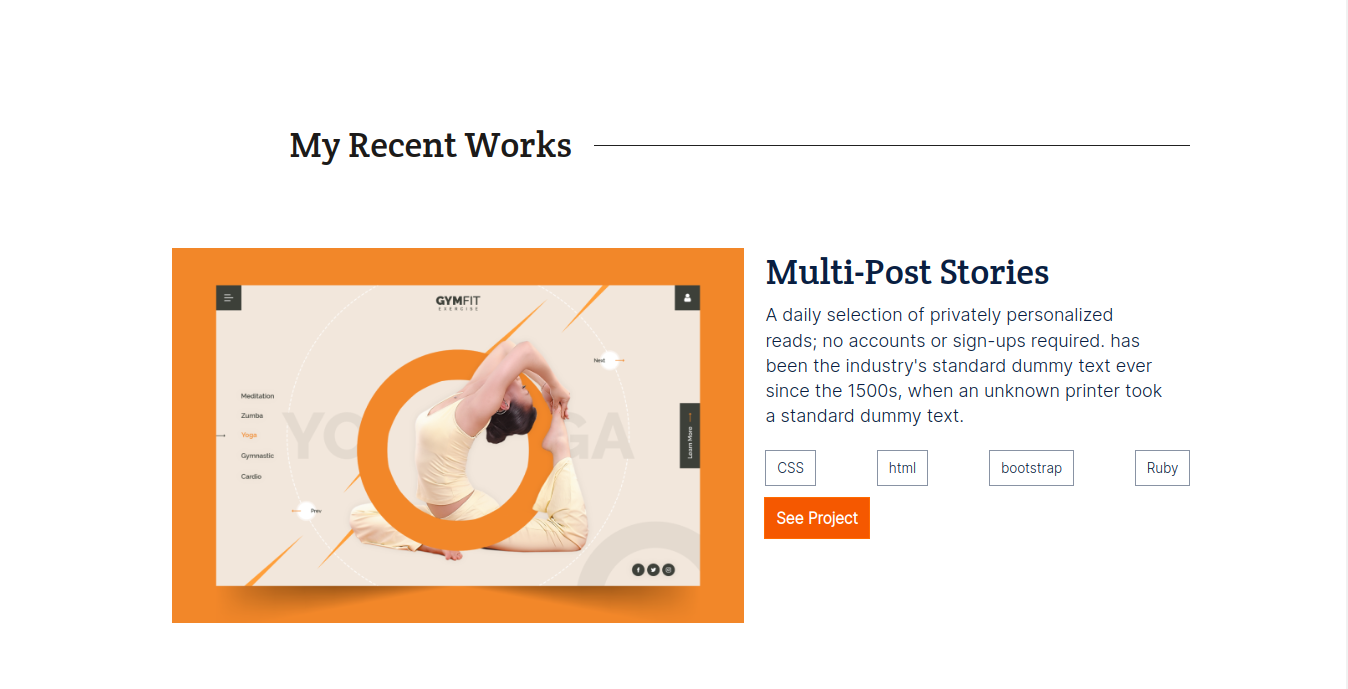 My Recent Works
GYMFIT
EXERCISE
Next
Meditation
Zumba
Yoga
Gymnastic
Cardio
YO
GA
Learn More
Prev
Multi-Post Stories
A daily selection of privately personalized
reads; no accounts or sign-ups required. has
been the industry's standard dummy text ever
since the 1500s, when an unknown printer took
a standard dummy text.
CSS html bootstrap Ruby
See Project